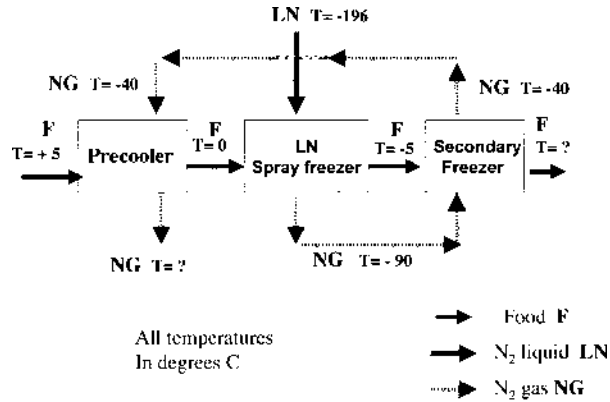 LN T= -196
NG T= -40
NG T= -40
F
T= + 5
Precooler
F
T= 0
LN
Spray freezer
F
T= -5
Secondary
Freezer
F
T= ?
NG T= ?
NG T= - 90
All temperatures
In degrees C
Food F
N₂ liquid LN
N₂ gas NG